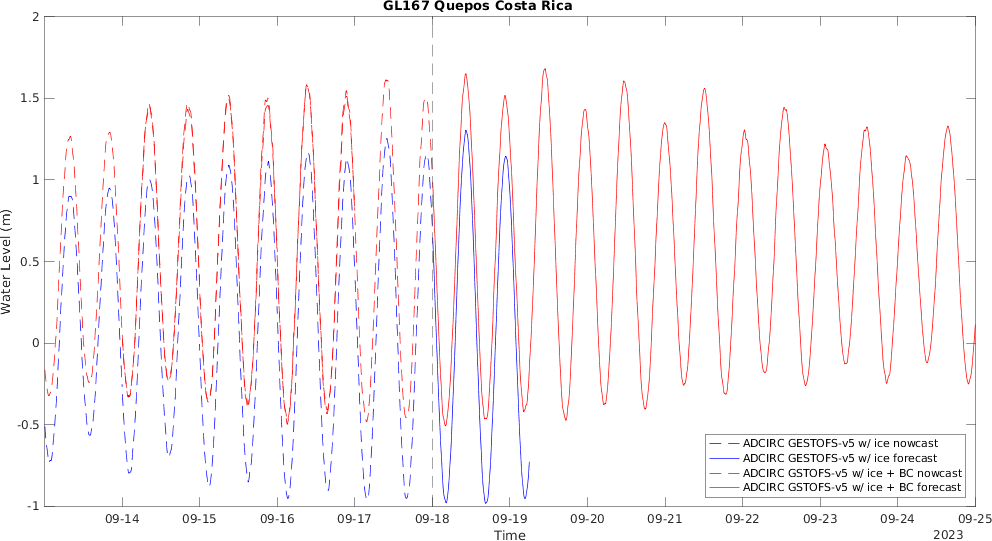 GL167 Quepos Costa Rica
2
1.5
1
0.5
0
-0.5
-1
Water Level (m)
ADCIRC GESTOFS-v5 w/ ice nowcast
ADCIRC GESTOFS-v5 w/ ice forecast
ADCIRC GSTOFS-v5 w/ ice + BC nowcast
ADCIRC GSTOFS-v5 w/ ice + BC forecast
09-14 09-15 09-16 09-17 09-18 09-19 09-20 09-21 09-22 09-23 09-24 09-25
Time
2023